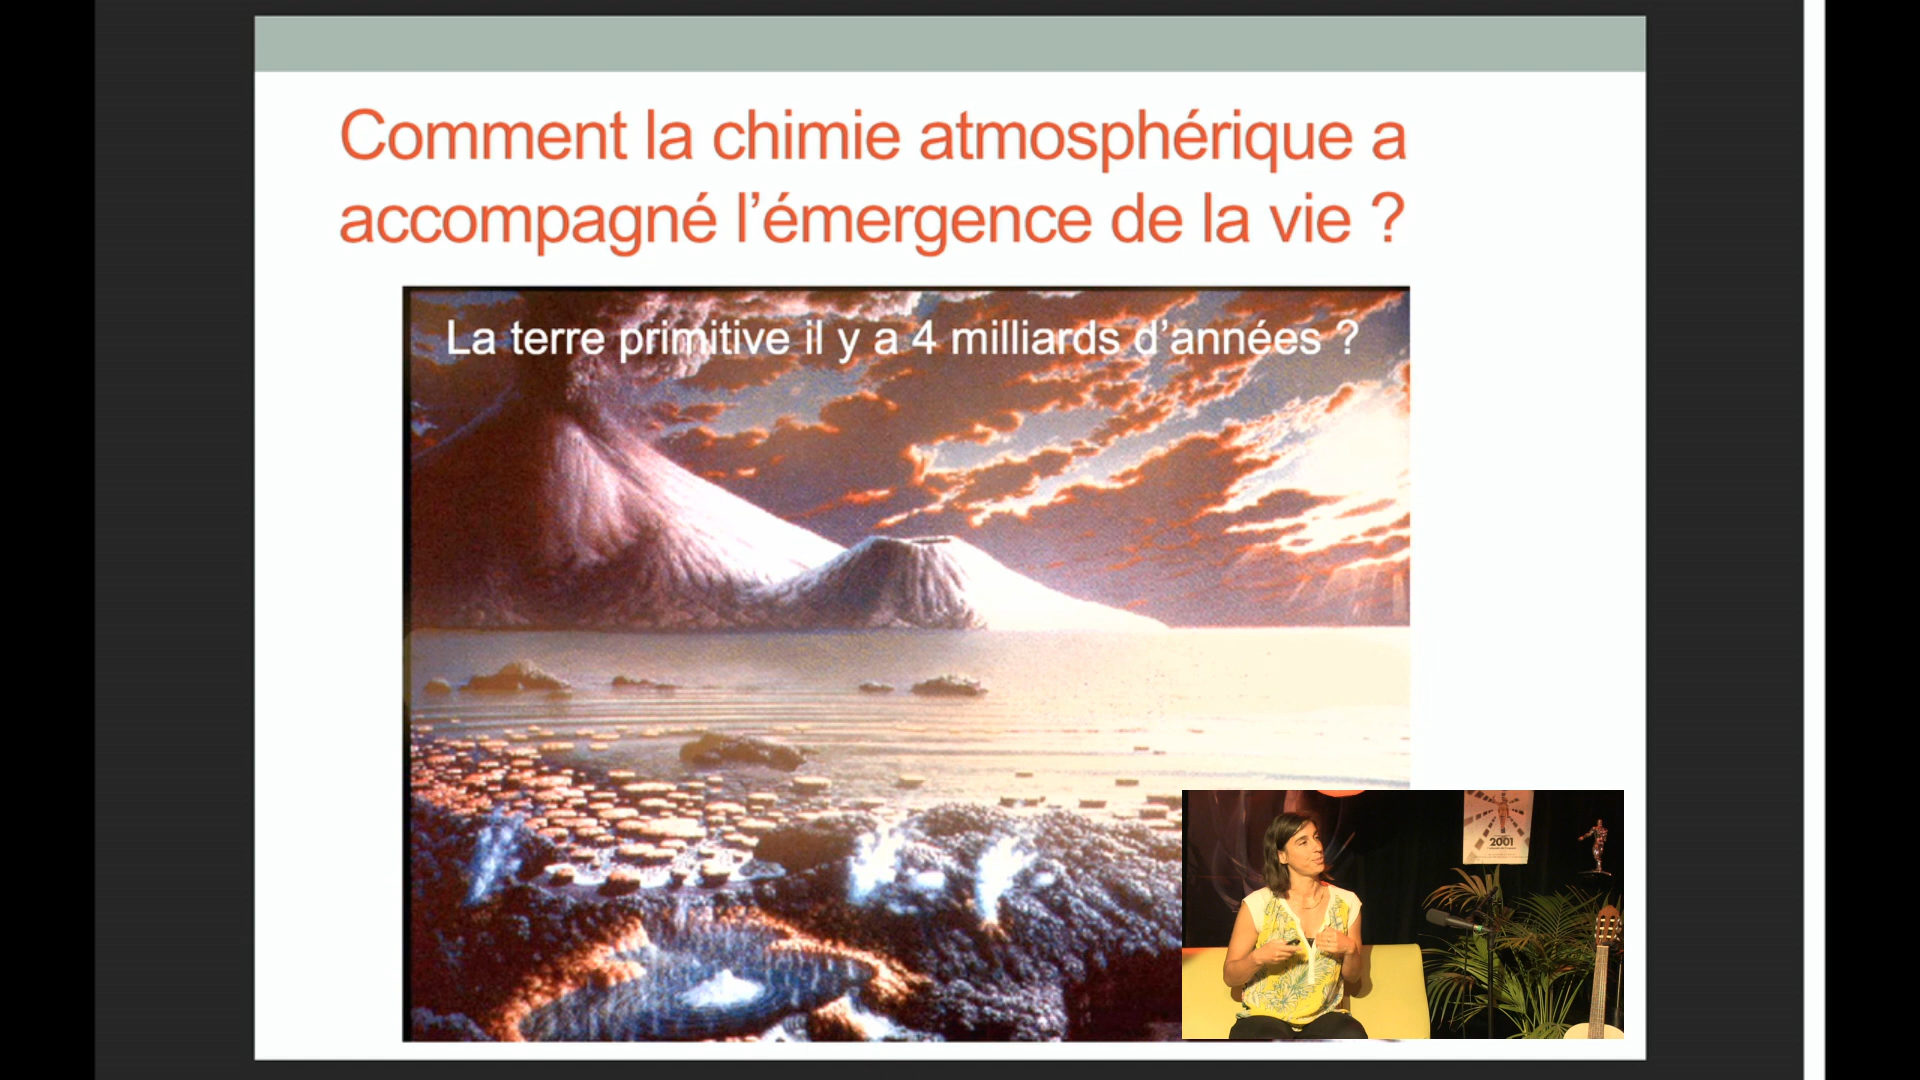 Comment la chimie atmosphérique a
accompagné l’émergence de la vie ?
La terre primitive il y a 4 milliards d’années ?
2001